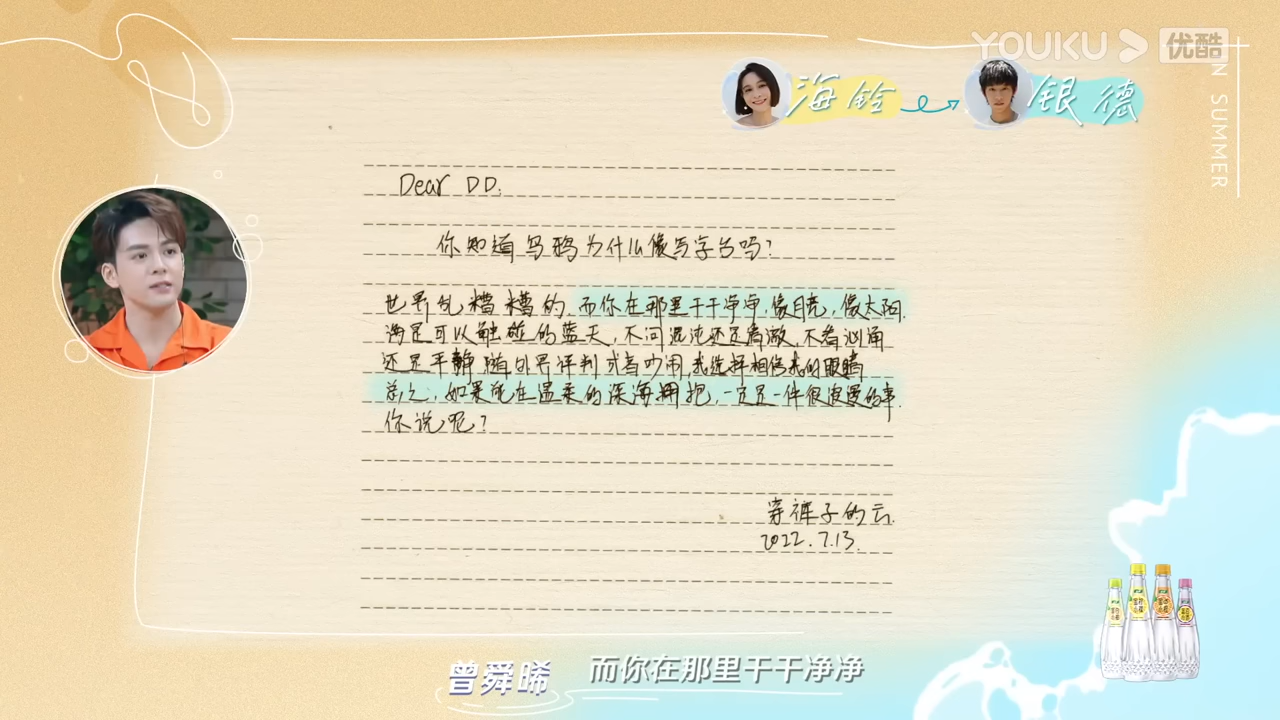 YOUKU 优酷
IN SUMMER
海铃
银德
Dear DD:
你知道乌鸦为什么像写字台吗?
世界乱糟糟的,而你在那里干干净净,像月亮,像太阳.
海是可以触碰的蓝天,不问混沌还是清澈,不看汹涌
还是平静,随外界评判或者少用,我选择相信我的眼睛
总之,如果能在温柔的深海拥抱,一定是一件很浪漫的事.
你说呢?
穿裤子的云.
2022.7.13.
曾舜晞
而你在那里干干净净